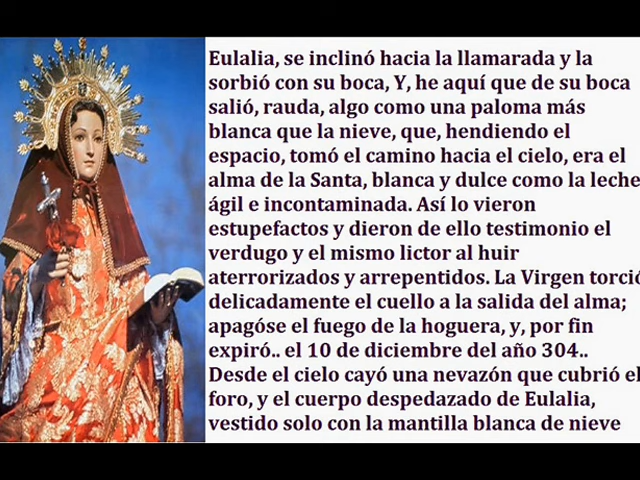 Eulalia, se inclinó hacia la llamarada y la
sorbió con su boca, Y, he aquí que de su boca
salió, rauda, algo como una paloma más
blanca que la nieve, que, hendiendo el
espacio, tomó el camino hacia el cielo, era el
alma de la Santa, blanca y dulce como la leche
ágil e incontaminada. Así lo vieron
estupefactos y dieron de ello testimonio el
verdugo y el mismo lictor al huir
aterrorizados y arrepentidos. La Virgen torció
delicadamente el cuello a la salida del alma;
apagóse el fuego de la hoguera, y, por fin
expiró.. el 10 de diciembre del año 304..
Desde el cielo cayó una nevazón que cubrió el
foro, y el cuerpo despedazado de Eulalia,
vestido solo con la mantilla blanca de nieve